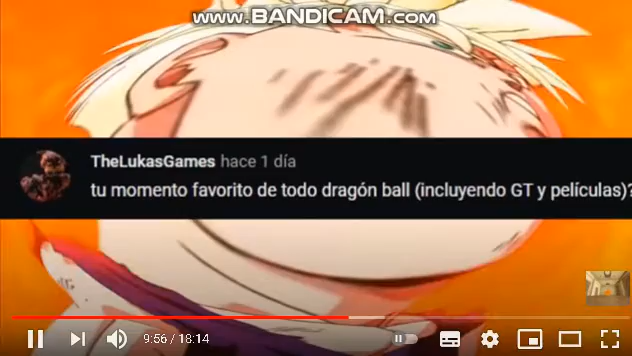 www.BANDICAM.com
TheLukasGames hace 1 día
tu momento favorito de todo dragón ball (incluyendo GT y películas)?
9:56 / 18:14